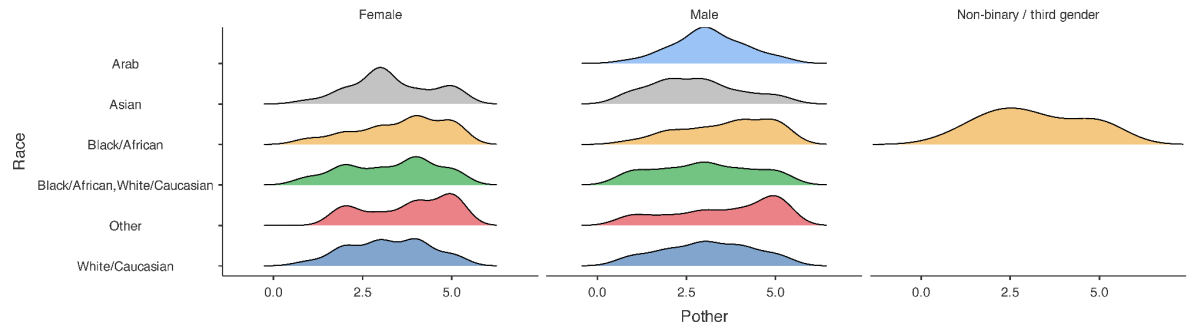 Female
Male
Non-binary / third gender
Race
Arab
Asian
Black/African
Black/African,White/Caucasian
Other
White/Caucasian
0.0 2.5 5.0
0.0 2.5 5.0
0.0 2.5 5.0
Pother